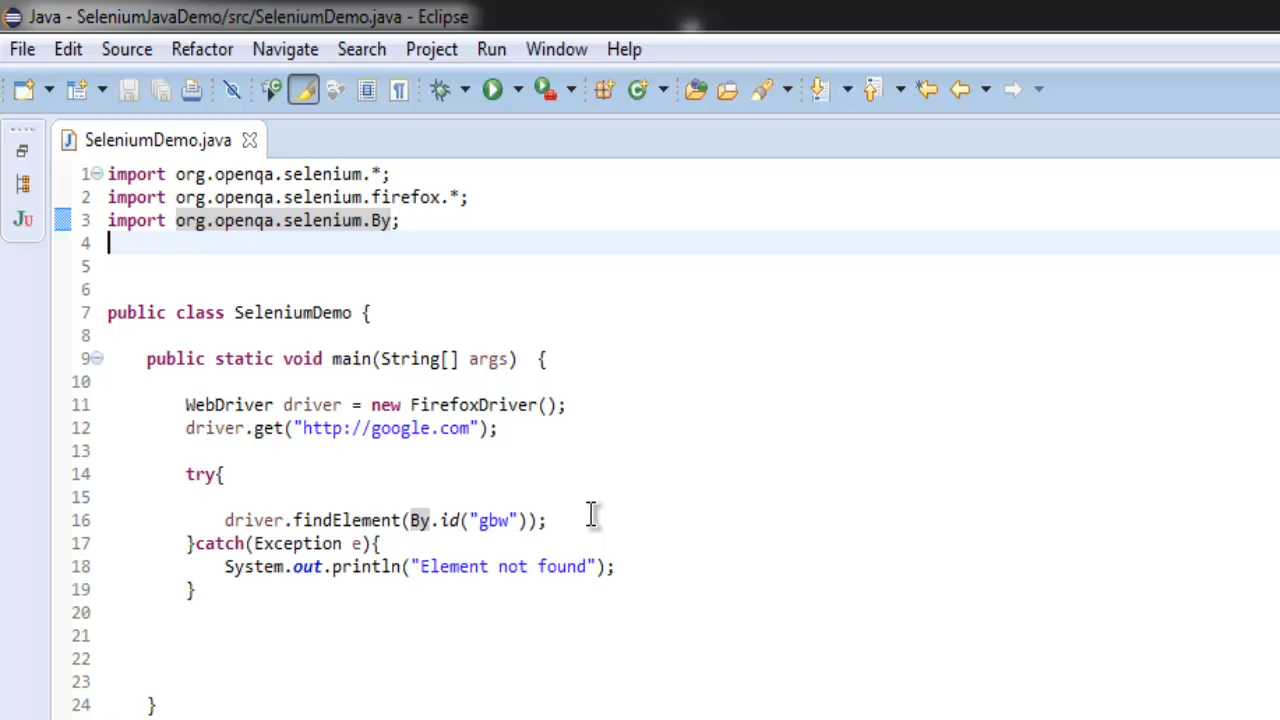 Java - SeleniumJavaDemo/src/SeleniumDemo.java - Eclipse
File Edit Source Refactor Navigate Search Project Run Window Help
SeleniumDemo.java
1 import org.openqa.selenium.*;
2 import org.openqa.selenium.firefox.*;
3 import org.openqa.selenium.By;
4
5
6
7 public class SeleniumDemo {
8
9 public static void main(String[] args) {
10
11 WebDriver driver = new FirefoxDriver();
12 driver.get("http://google.com");
13
14 try{
15
16 driver.findElement(By.id("gbw"));
17 }catch(Exception e){
18 System.out.println("Element not found");
19 }
20
21
22
23
24 }
JU